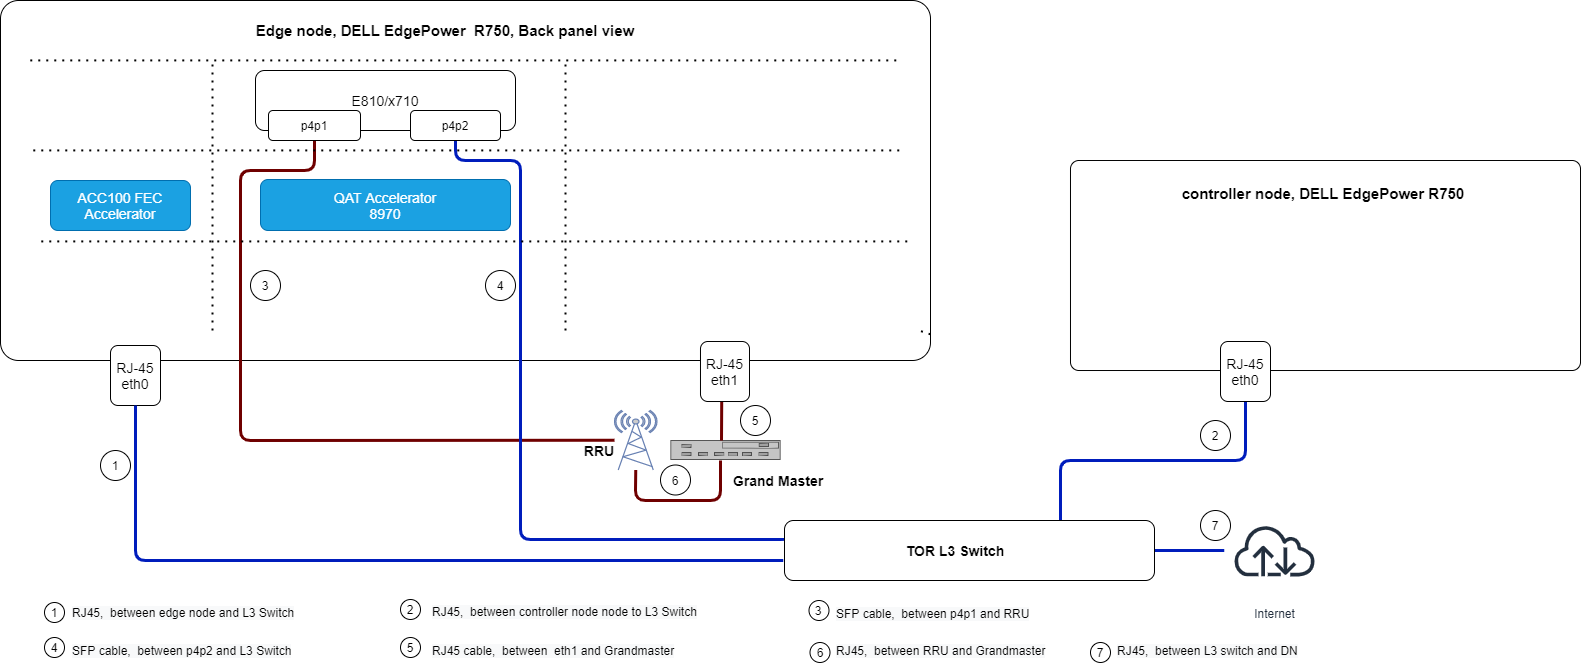 Edge node, DELL EdgePower R750, Back panel view
E810/x710
p4p1
p4p2
ACC100 FEC
Accelerator
QAT Accelerator
8970
controller node, DELL EdgePower R750
3
4
RJ-45
eth0
RJ-45
eth1
RJ-45
eth0
5
2
RRU
1
6
Grand Master
7
TOR L3 Switch
Internet
1 RJ45, between edge node and L3 Switch
2 RJ45, between controller node node to L3 Switch
3 SFP cable, between p4p1 and RRU
4 SFP cable, between p4p2 and L3 Switch
5 RJ45 cable, between eth1 and Grandmaster
6 RJ45, between RRU and Grandmaster
7 RJ45, between L3 switch and DN